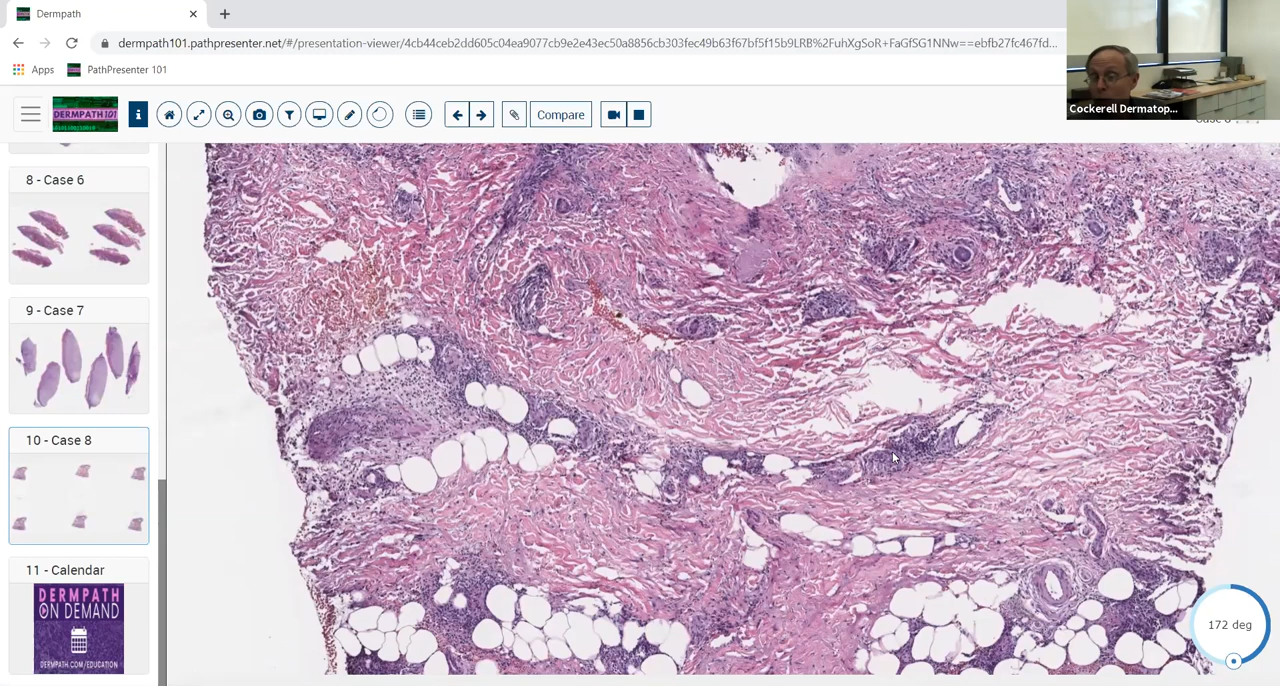 Dermpath
dermpath101.pathpresenter.net/#/presentation-viewer/4cb44ceb2dd605c04ea9077cb9e2e43ec50a8856cb303fec49b63f67bf5f15b9LRB%2FuhXgSoR+FaGfSG1NNw==ebfb27fc467fd...
Apps
PathPresenter 101
Cockerell Dermatop...
DERMPATH101
Compare
8 - Case 6
9 - Case 7
10 - Case 8
11 - Calendar
DERMPATH
ON DEMAND
DERMPATH.COM/EDUCATION
172 deg